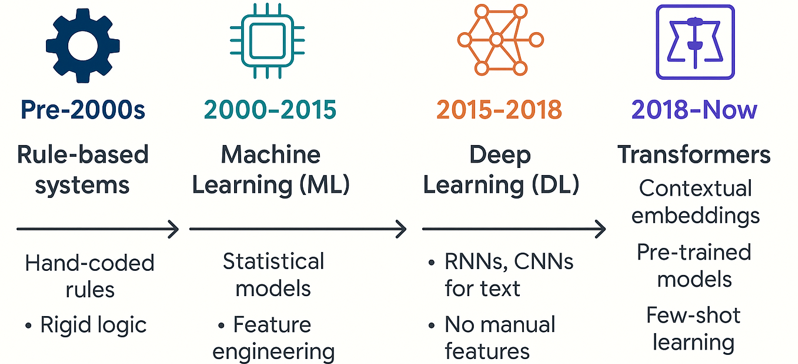 Pre-2000s
Rule-based
systems
Hand-coded
rules
• Rigid logic
2000–2015
Machine
Learning (ML)
Statistical
models
• Feature
engineering
2015–2018
Deep
Learning (DL)
• RNNs, CNNs
for text
• No manual
features
2018–Now
Transformers
Contextual
embeddings
Pre-trained
models
Few-shot
learning